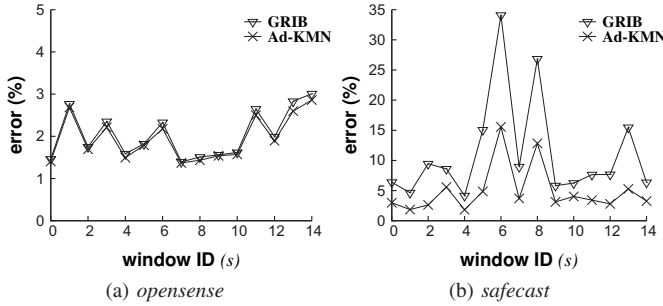 5
4
3
2
1
0
error (%)
GRIB
Ad-KMN
0 2 4 6 8 10 12 14
window ID (s)
(a) opensense
35
30
25
20
15
10
5
0
error (%)
GRIB
Ad-KMN
0 2 4 6 8 10 12 14
window ID (s)
(b) safecast